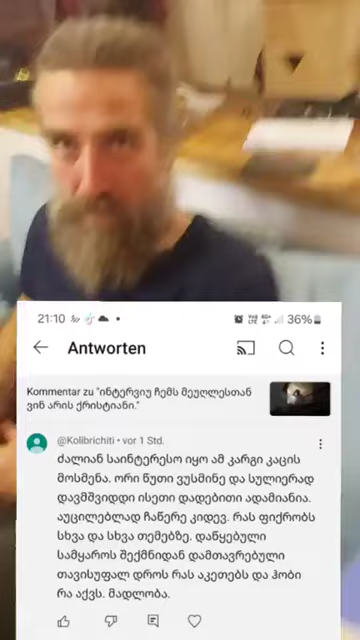 21:10
36%
Antworten
Kommentar zu "ინტერვიუ ჩემს მეუღლესთან
ვინ არის ქრისტიანი."
@Kolibrichiti • vor 1 Std.
ძალიან საინტერესო იყო ამ კარგი კაცის
მოსმენა. ორი წუთი ვუსმინე და სულიერად
დავმშვიდდი ისეთი დადებითი ადამიანია.
აუცილებლად ჩაწერე კიდევ. რას ფიქრობს
სხვა და სხვა თემებზე. დაწყებული
სამყაროს შექმნიდან დამთავრებული
თავისუფალ დროს რას აკეთებს და ჰობი
რა აქვს. მადლობა.